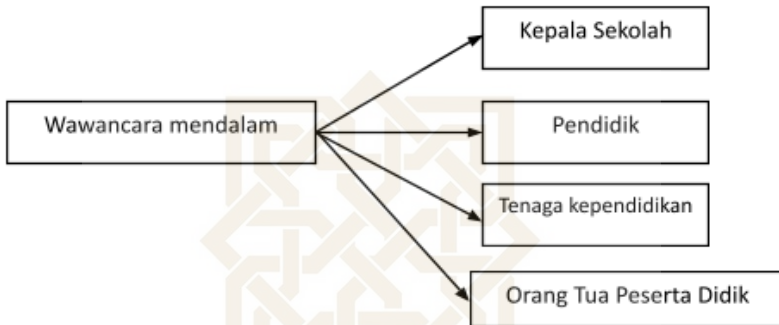 Kepala Sekolah
Wawancara mendalam
Pendidik
Tenaga kependidikan
Orang Tua Peserta Didik